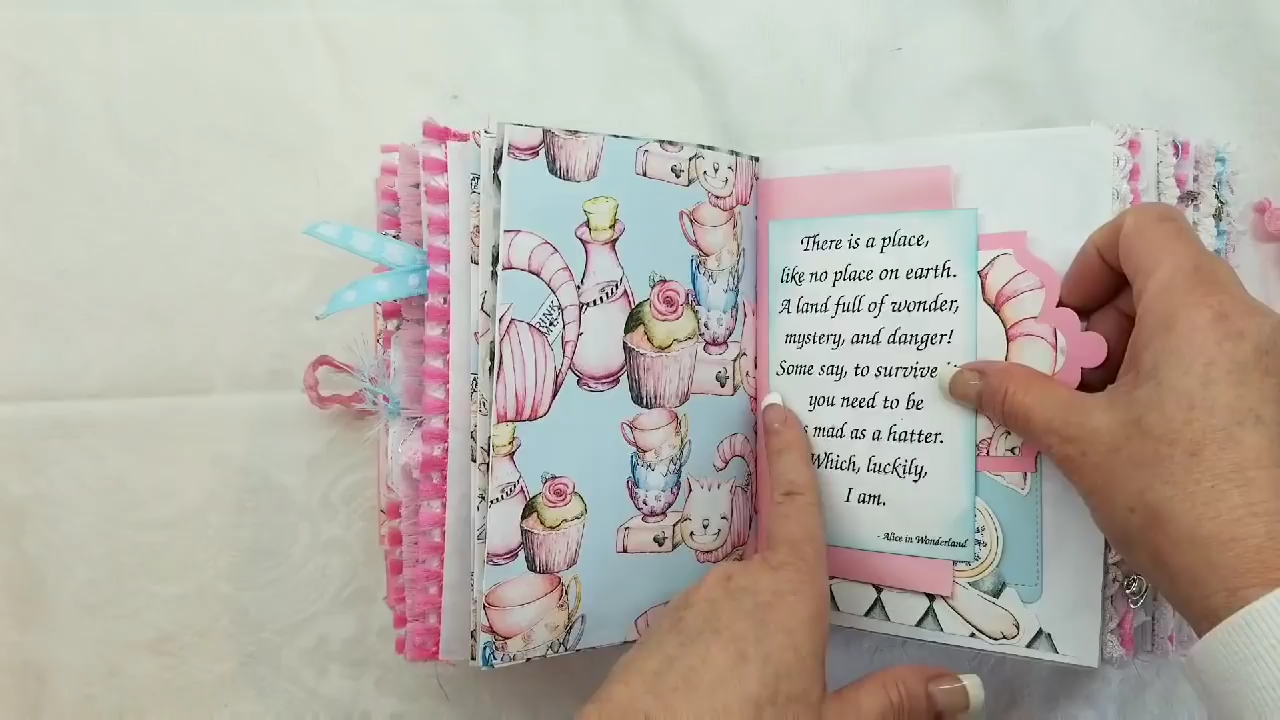 There is a place,
like no place on earth.
A land full of wonder,
mystery, and danger!
Some say, to survive
you need to be
mad as a hatter.
Which, luckily,
I am.
- Alice in Wonderland